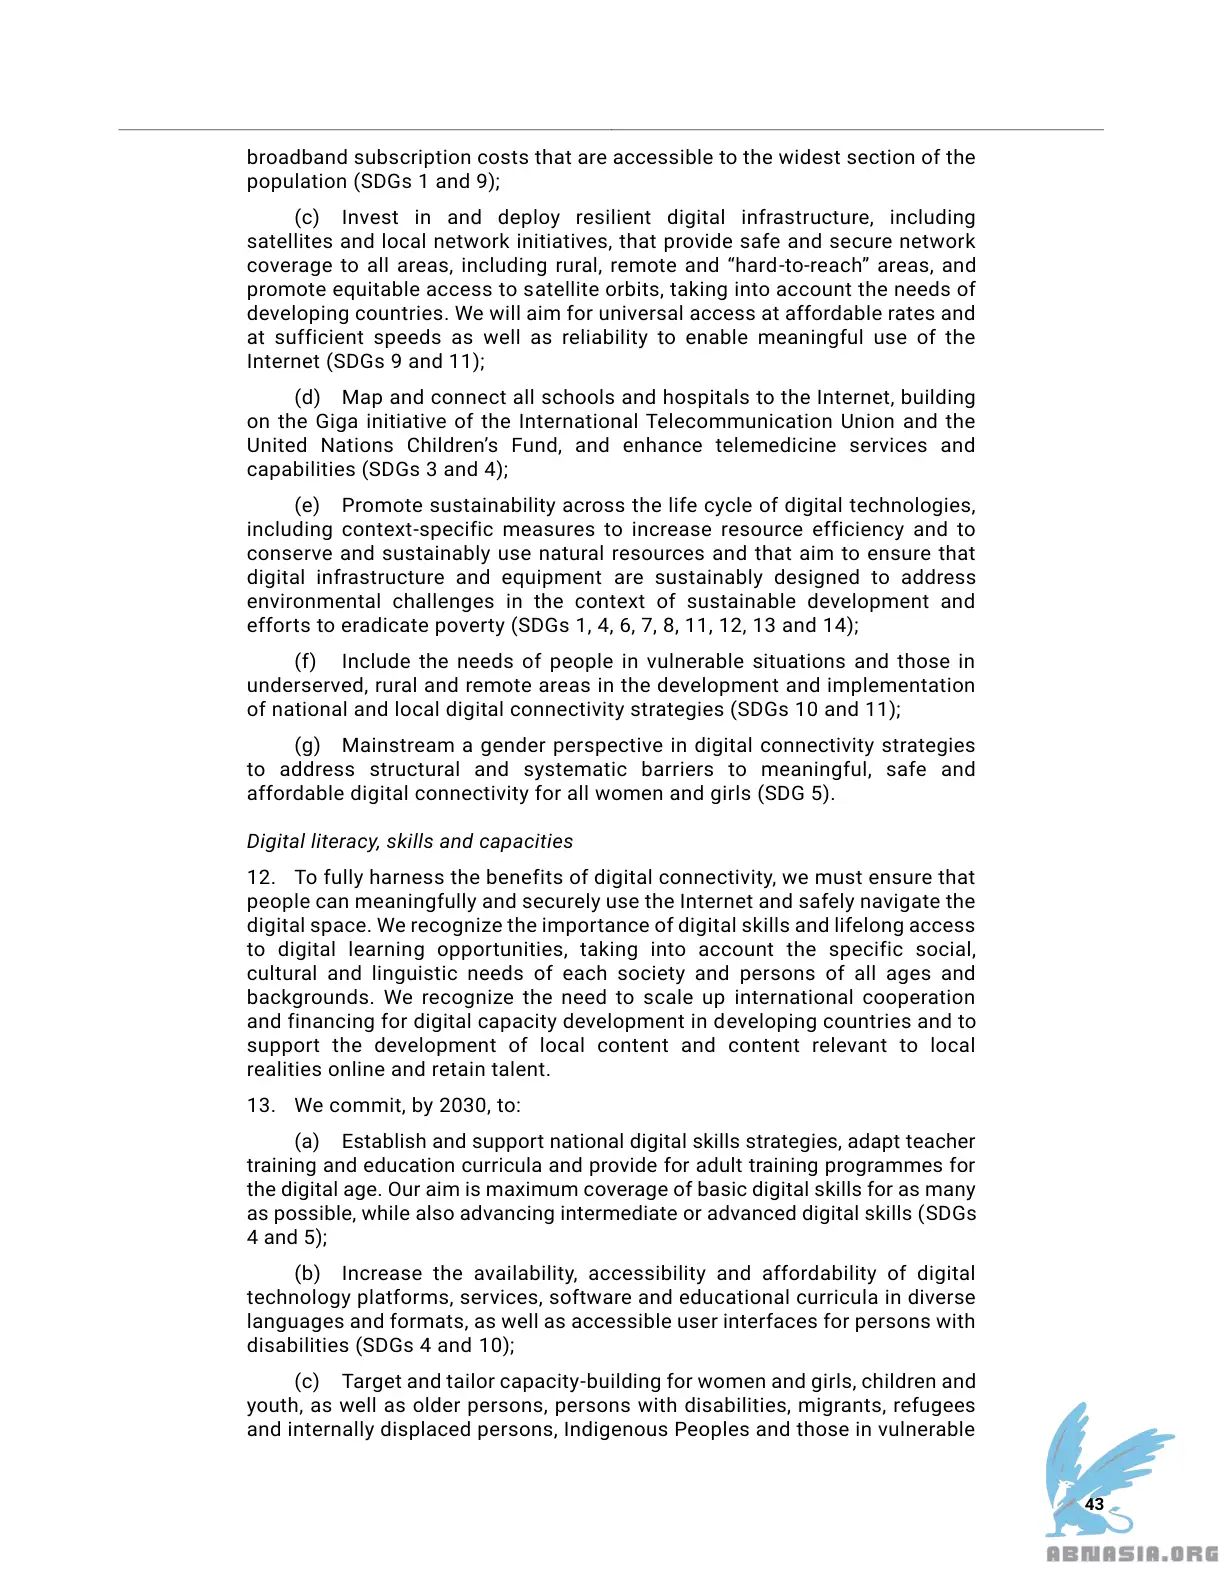 broadband subscription costs that are accessible to the widest section of the
population (SDGs 1 and 9);
(c) Invest in and deploy resilient digital infrastructure, including
satellites and local network initiatives, that provide safe and secure network
coverage to all areas, including rural, remote and “hard-to-reach” areas, and
promote equitable access to satellite orbits, taking into account the needs of
developing countries. We will aim for universal access at affordable rates and
at sufficient speeds as well as reliability to enable meaningful use of the
Internet (SDGs 9 and 11);
(d) Map and connect all schools and hospitals to the Internet, building
on the Giga initiative of the International Telecommunication Union and the
United Nations Children’s Fund, and enhance telemedicine services and
capabilities (SDGs 3 and 4);
(e) Promote sustainability across the life cycle of digital technologies,
including context-specific measures to increase resource efficiency and to
conserve and sustainably use natural resources and that aim to ensure that
digital infrastructure and equipment are sustainably designed to address
environmental challenges in the context of sustainable development and
efforts to eradicate poverty (SDGs 1, 4, 6, 7, 8, 11, 12, 13 and 14);
(f) Include the needs of people in vulnerable situations and those in
underserved, rural and remote areas in the development and implementation
of national and local digital connectivity strategies (SDGs 10 and 11);
(g) Mainstream a gender perspective in digital connectivity strategies
to address structural and systematic barriers to meaningful, safe and
affordable digital connectivity for all women and girls (SDG 5).
Digital literacy, skills and capacities
12. To fully harness the benefits of digital connectivity, we must ensure that
people can meaningfully and securely use the Internet and safely navigate the
digital space. We recognize the importance of digital skills and lifelong access
to digital learning opportunities, taking into account the specific social,
cultural and linguistic needs of each society and persons of all ages and
backgrounds. We recognize the need to scale up international cooperation
and financing for digital capacity development in developing countries and to
support the development of local content and content relevant to local
realities online and retain talent.
13. We commit, by 2030, to:
(a) Establish and support national digital skills strategies, adapt teacher
training and education curricula and provide for adult training programmes for
the digital age. Our aim is maximum coverage of basic digital skills for as many
as possible, while also advancing intermediate or advanced digital skills (SDGs
4 and 5);
(b) Increase the availability, accessibility and affordability of digital
technology platforms, services, software and educational curricula in diverse
languages and formats, as well as accessible user interfaces for persons with
disabilities (SDGs 4 and 10);
(c) Target and tailor capacity-building for women and girls, children and
youth, as well as older persons, persons with disabilities, migrants, refugees
and internally displaced persons, Indigenous Peoples and those in vulnerable
43
ABNASIA.ORG